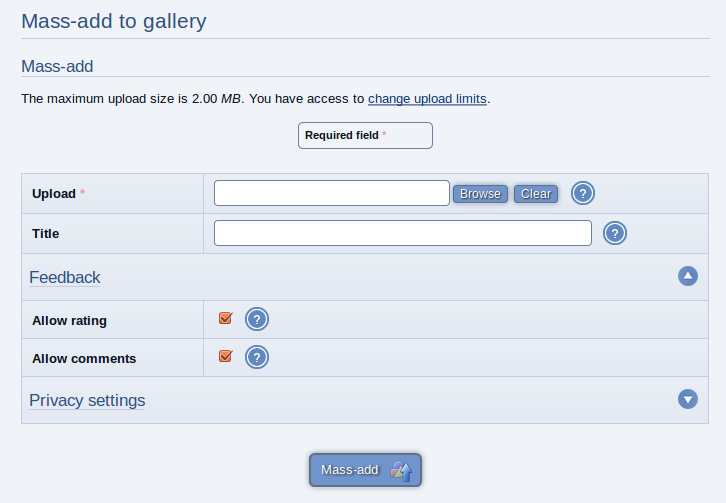 Mass-add to gallery
Mass-add
The maximum upload size is 2.00 MB. You have access to change upload limits.
Required field *
Upload * Browse Clear ?
Title ?
Feedback
Allow rating ?
Allow comments ?
Privacy settings
Mass-add